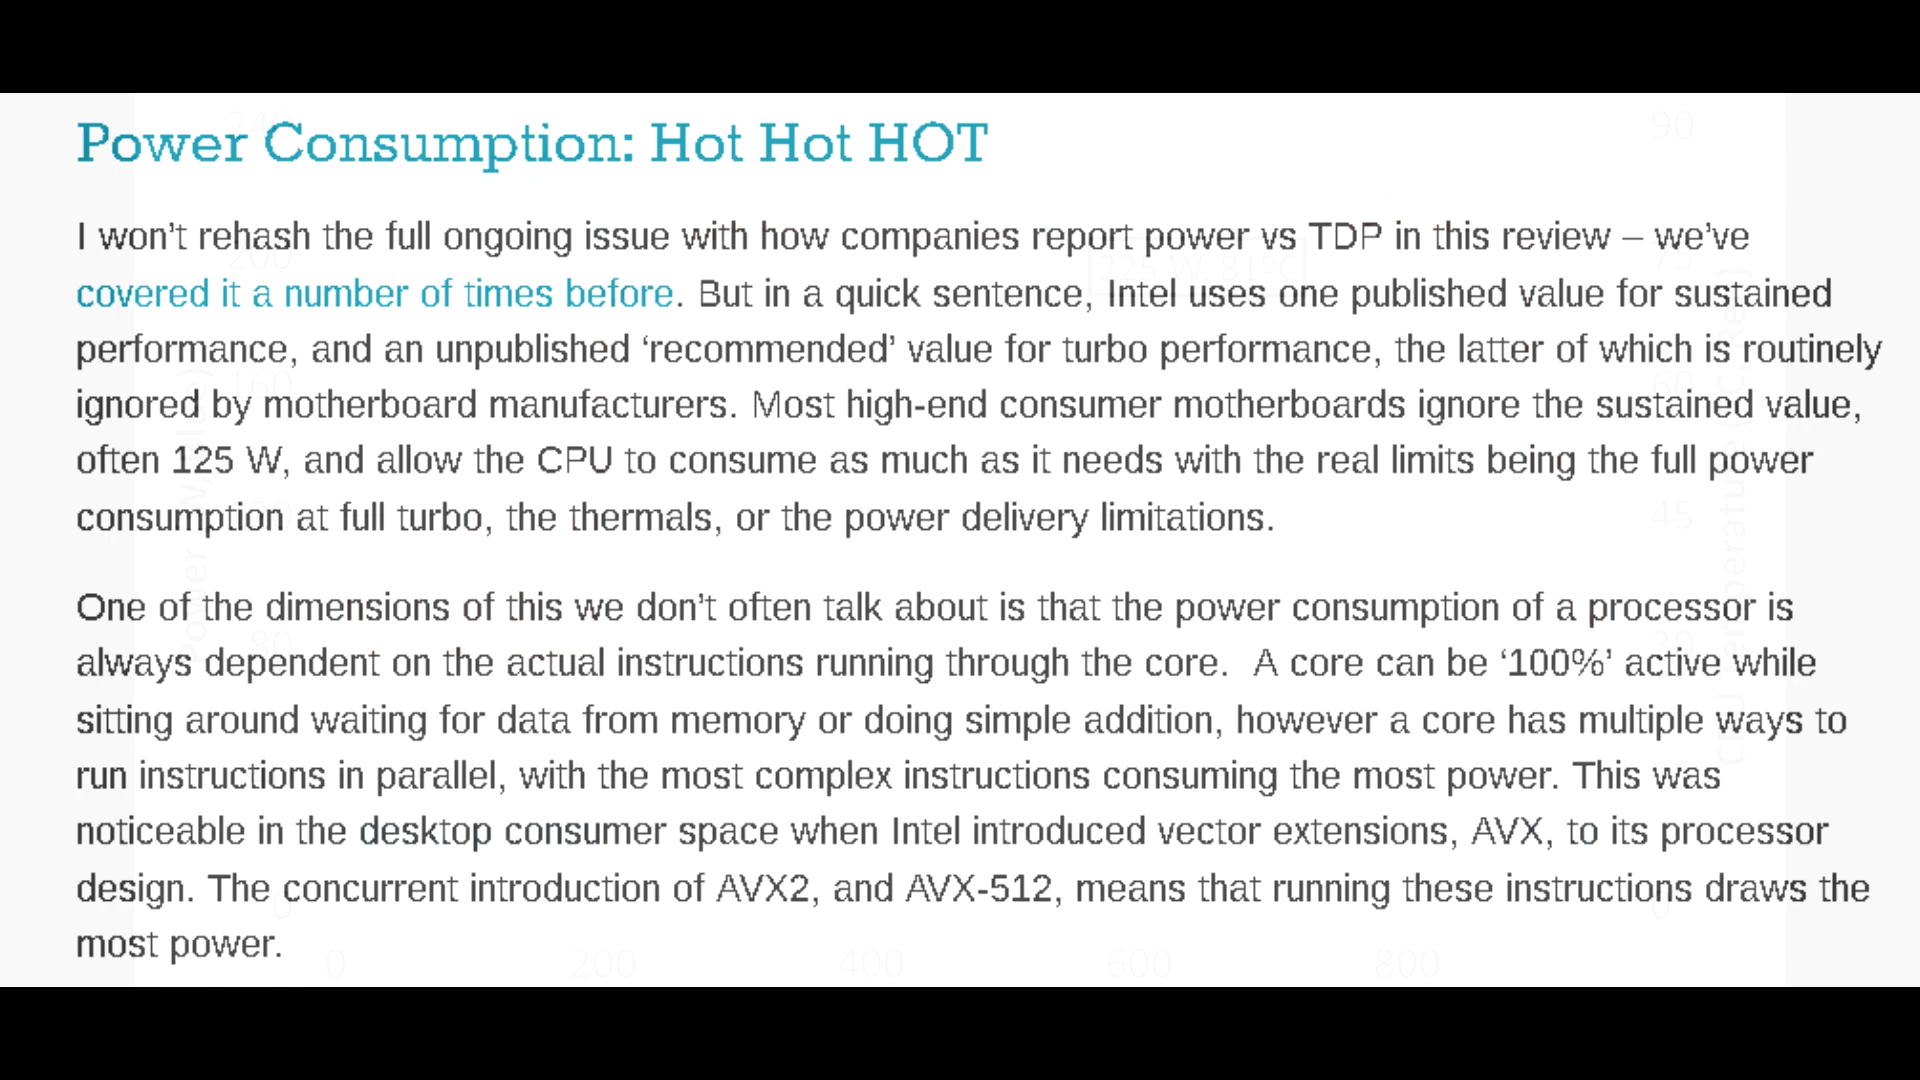 Power Consumption: Hot Hot HOT
I won’t rehash the full ongoing issue with how companies report power vs TDP in this review – we’ve
covered it a number of times before. But in a quick sentence, Intel uses one published value for sustained
performance, and an unpublished ‘recommended’ value for turbo performance, the latter of which is routinely
ignored by motherboard manufacturers. Most high-end consumer motherboards ignore the sustained value,
often 125 W, and allow the CPU to consume as much as it needs with the real limits being the full power
consumption at full turbo, the thermals, or the power delivery limitations.
One of the dimensions of this we don’t often talk about is that the power consumption of a processor is
always dependent on the actual instructions running through the core.  A core can be ‘100%’ active while
sitting around waiting for data from memory or doing simple addition, however a core has multiple ways to
run instructions in parallel, with the most complex instructions consuming the most power. This was
noticeable in the desktop consumer space when Intel introduced vector extensions, AVX, to its processor
design. The concurrent introduction of AVX2, and AVX-512, means that running these instructions draws the
most power.
0 200 400 600 800